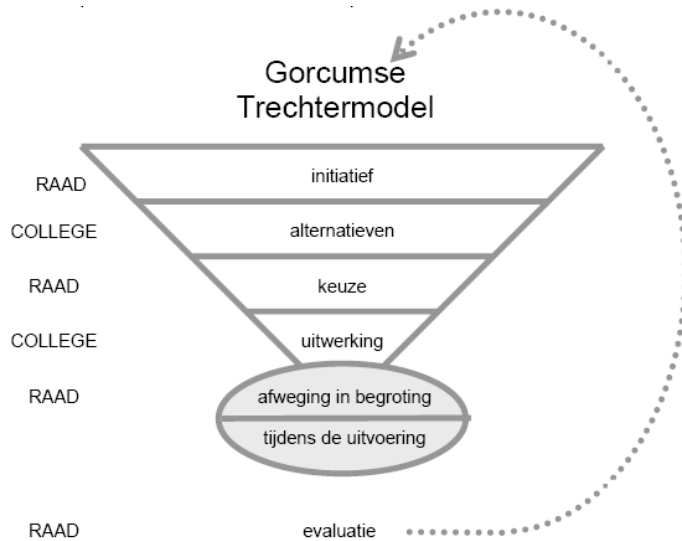 Gorcumse
Trechtermodel
RAAD initiatief
COLLEGE alternatieven
RAAD keuze
COLLEGE uitwerking
RAAD afweging in begroting
tijdens de uitvoering
RAAD evaluatie